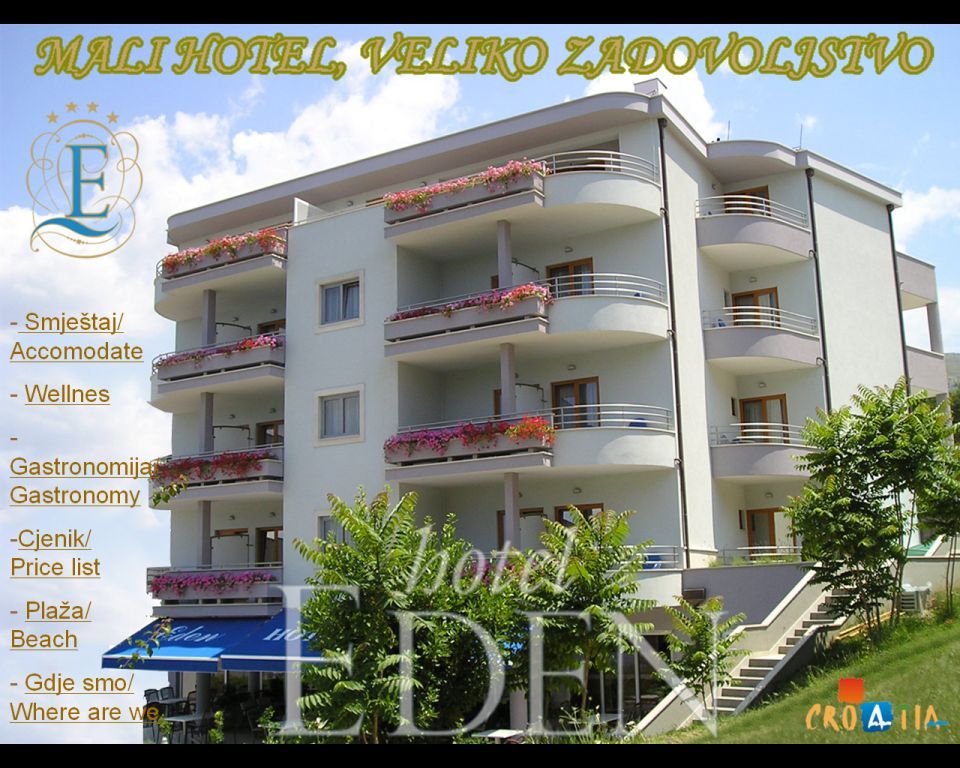 MALI HOTEL, VELIKO ZADOVOLJSTVO
E
- Smještaj/
Accomodate
- Wellnes
-
Gastronomija/
Gastronomy
-Cjenik/
Price list
- Plaža/
Beach
- Gdje smo/
Where are we
Eden
hotel
EDEN
CROATIA